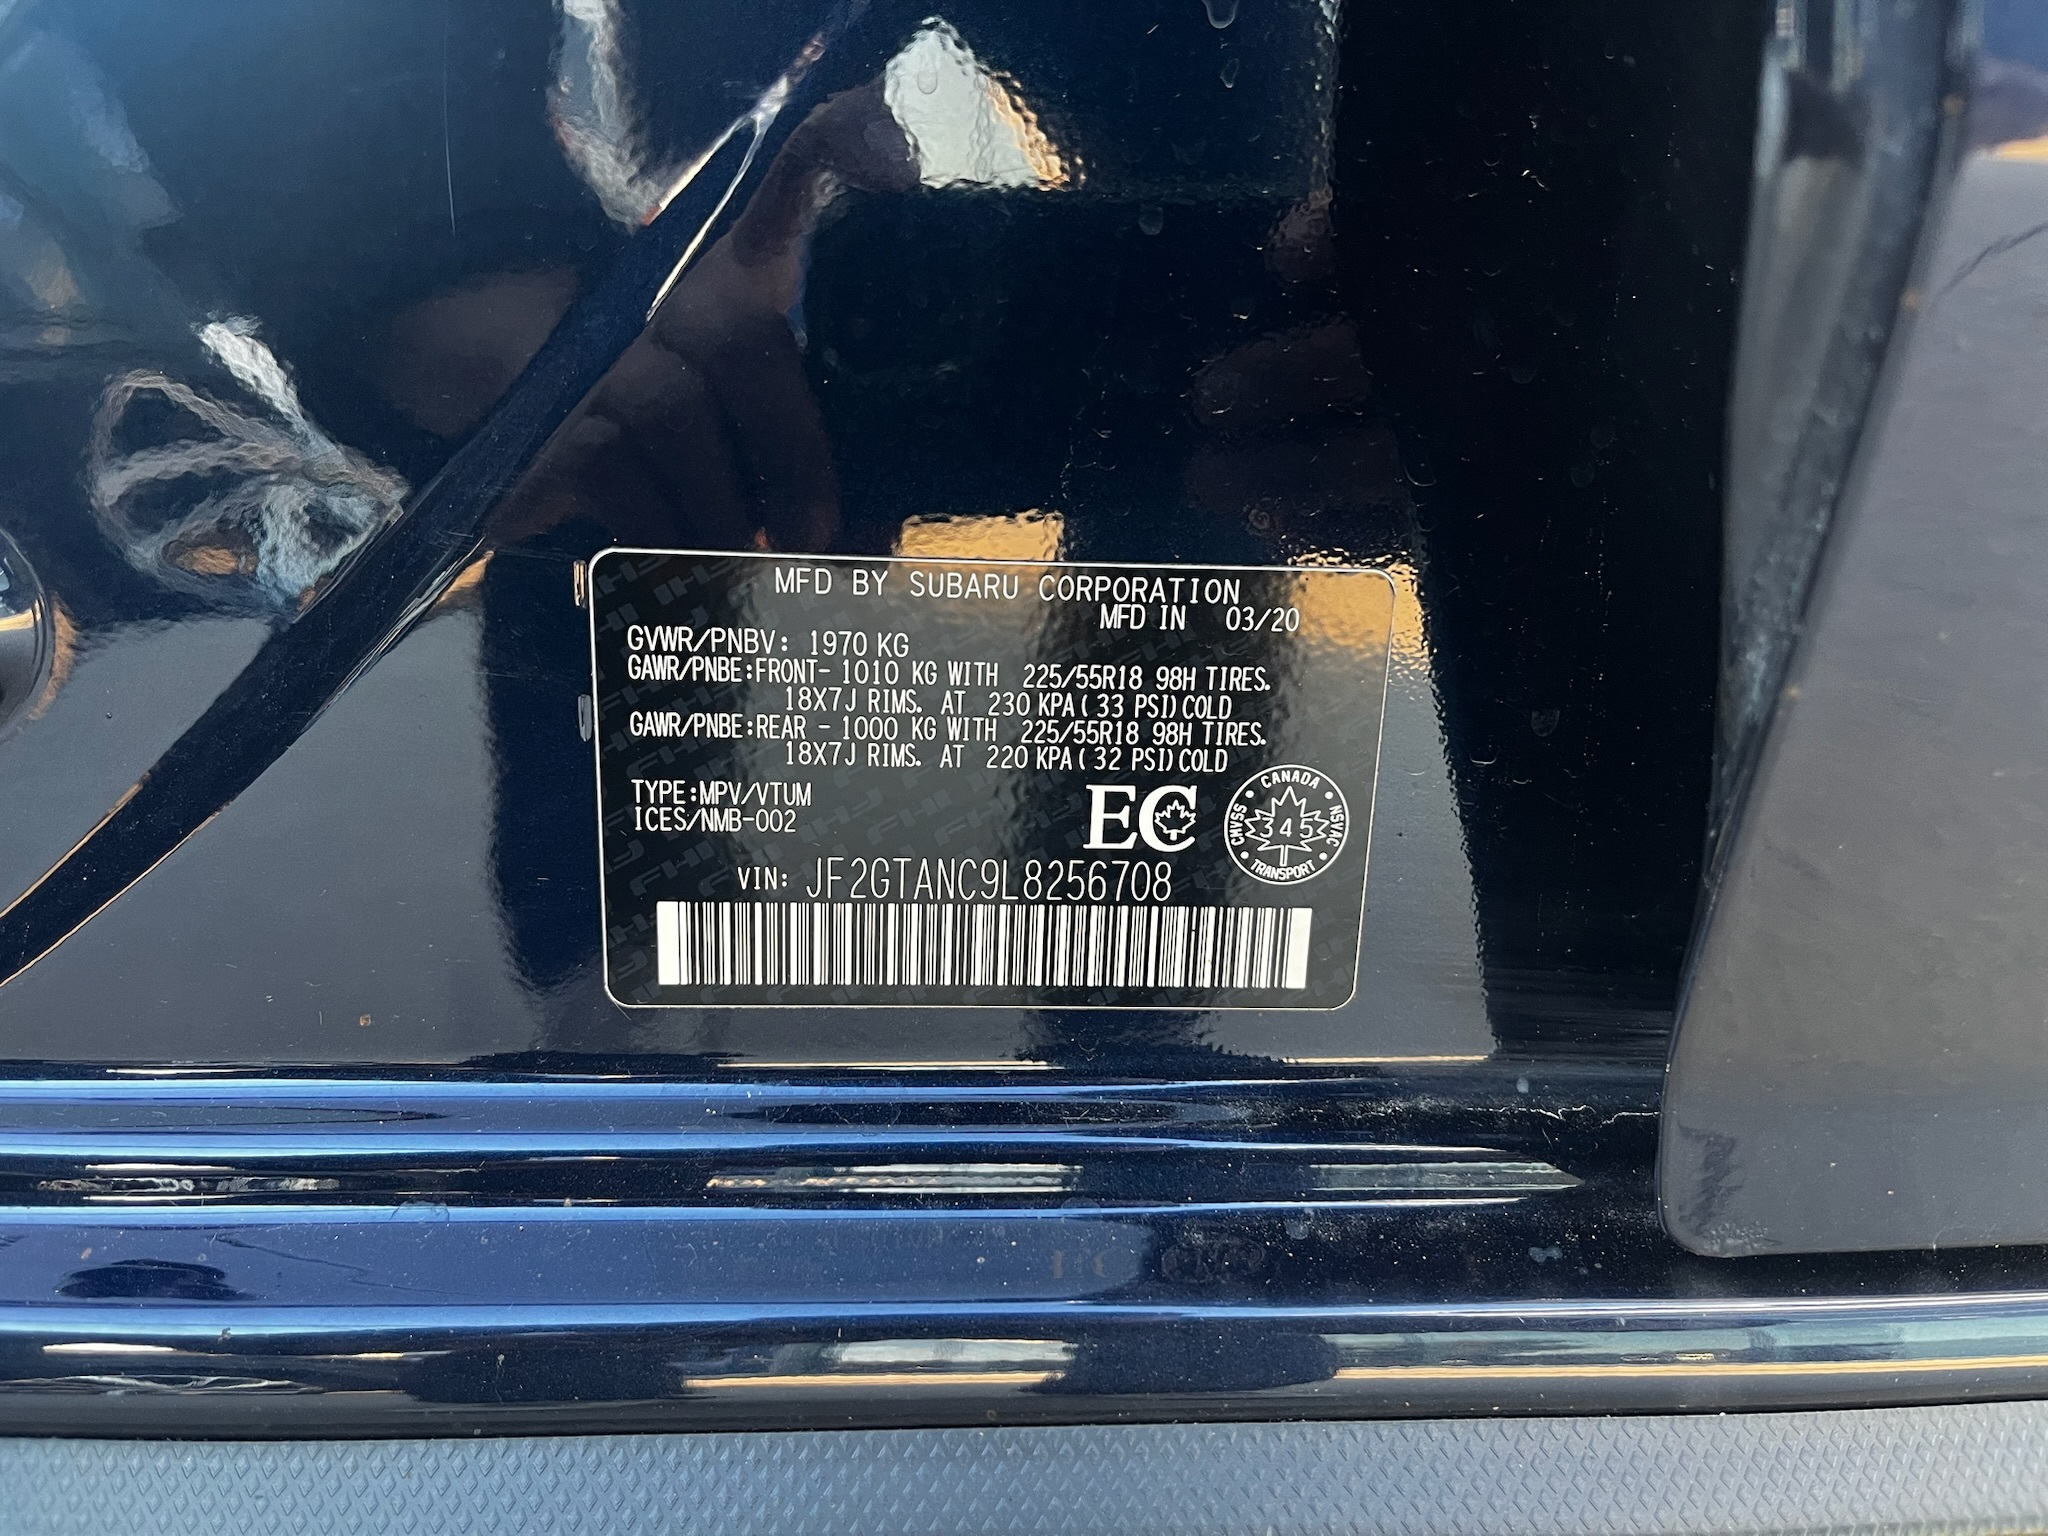 MFD BY SUBARU CORPORATION
MFD IN 03/20
GVWR/PNBV: 1970 KG
GAWR/PNBE:FRONT- 1010 KG WITH 225/55R18 98H TIRES.
18X7J RIMS. AT 230 KPA( 33 PSI)COLD
GAWR/PNBE:REAR - 1000 KG WITH 225/55R18 98H TIRES.
18X7J RIMS. AT 220 KPA( 32 PSI)COLD
TYPE:MPV/VTUM
ICES/NMB-002
EC
CANADA
CMVSS
345
NSVAC
TRANSPORT
VIN: JF2GTANC9L8256708